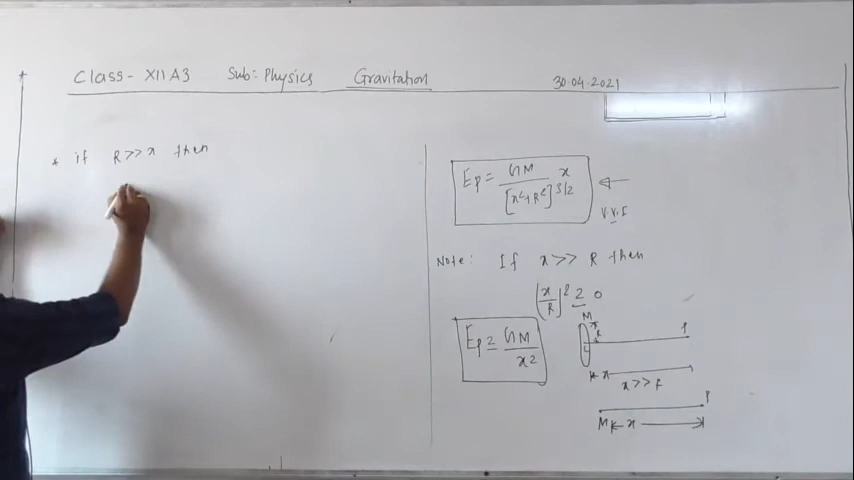 Class- XII A3 Sub: Physics Gravitation 30.04.2021
* if R>>x then
Ep = GM x
[x²+R²]^3/2
V.V.I
Note: If x>> R then
(x/R)² ≃ 0
Ep ≃ GM
x²
M
R
P
x
x>>R
P
M x